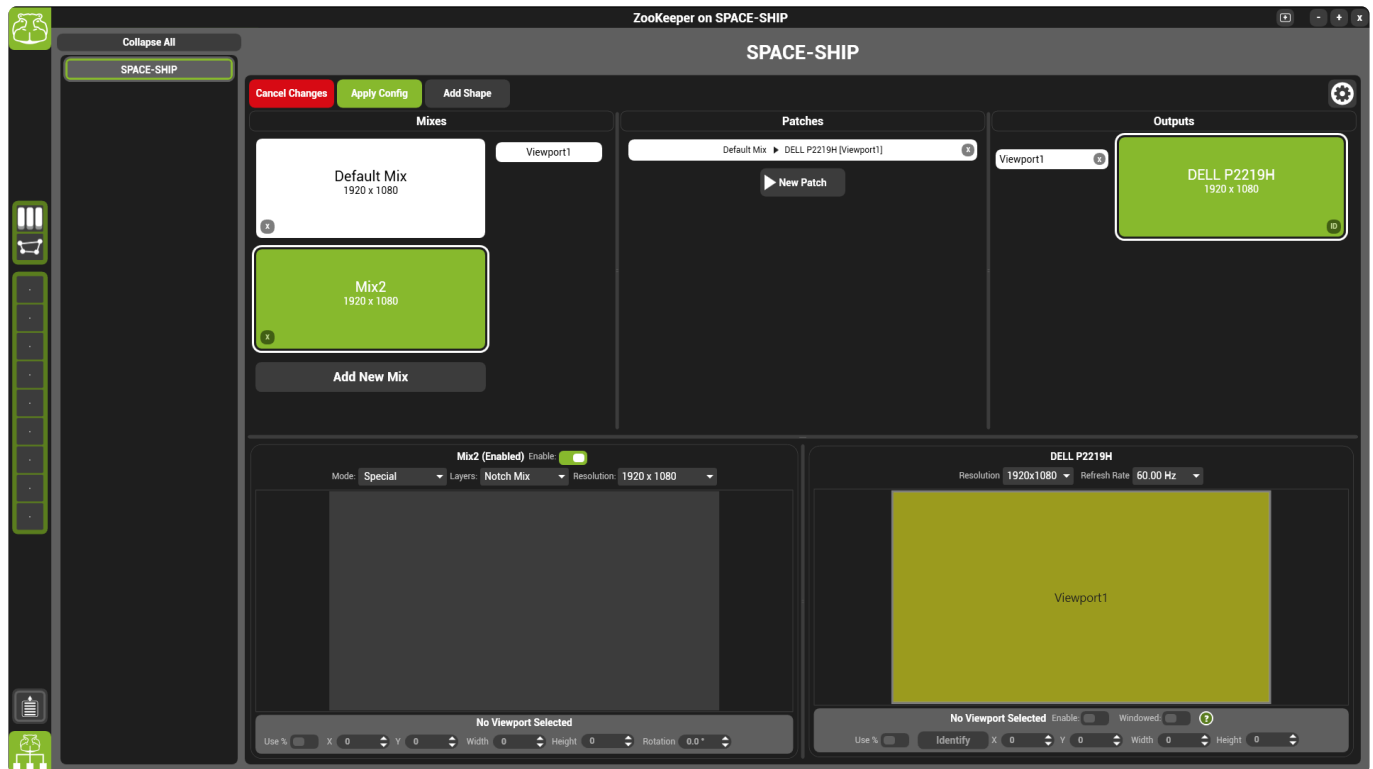 ZooKeeper on SPACE-SHIP
- + x
Collapse All
SPACE-SHIP
SPACE-SHIP
Cancel Changes Apply Config Add Shape
Mixes Patches Outputs
Default Mix
1920 x 1080
X
Viewport1
Default Mix ▶ DELL P2219H [Viewport1] X
New Patch
Viewport1 X
DELL P2219H
1920 x 1080
ID
Mix2
1920 x 1080
X
Add New Mix
Mix2 (Enabled) Enable:
Mode: Special Layers: Notch Mix Resolution: 1920 x 1080
No Viewport Selected
Use % X 0 Y 0 Width 0 Height 0 Rotation 0.0 °
DELL P2219H
Resolution 1920x1080 Refresh Rate 60.00 Hz
Viewport1
No Viewport Selected Enable: Windowed: ?
Use % Identify X 0 Y 0 Width 0 Height 0